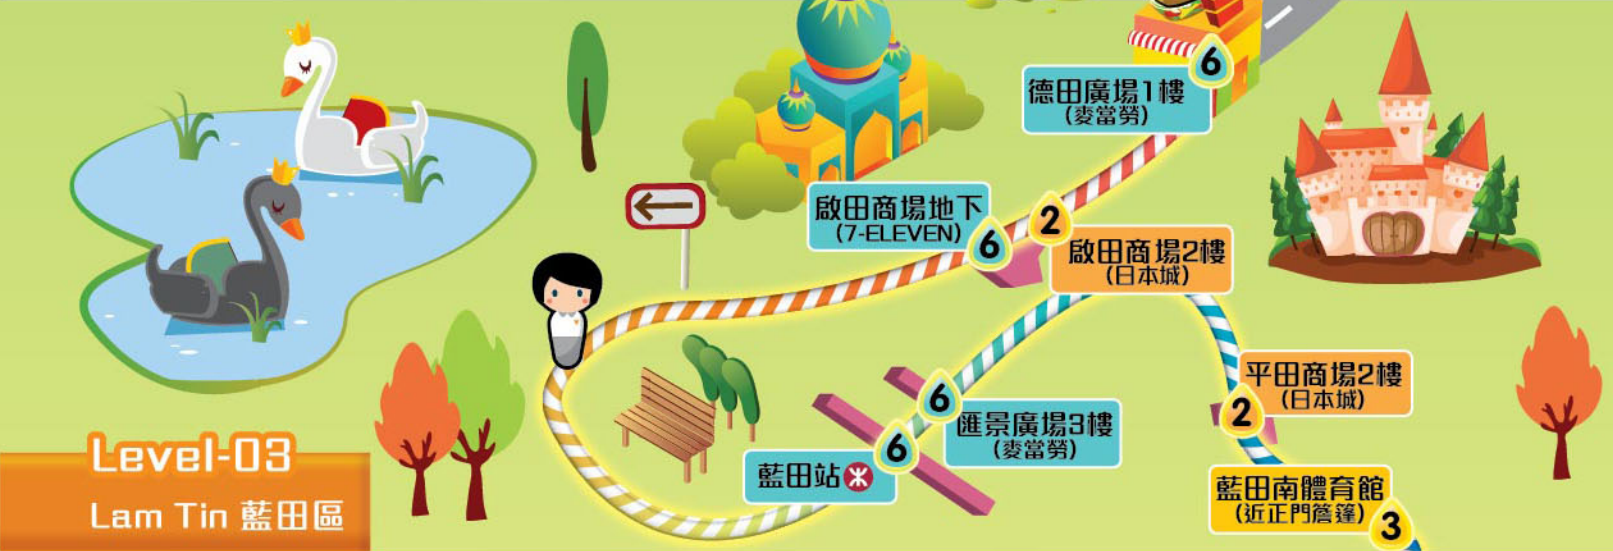 6
德田廣場1樓
(麥當勞)
啟田商場地下
(7-ELEVEN)
6
2
啟田商場2樓
(日本城)
平田商場2樓
(日本城)
2
6
匯景廣場3樓
(麥當勞)
6
藍田站
藍田南體育館
(近正門簷篷)
3
Level-03
Lam Tin 藍田區